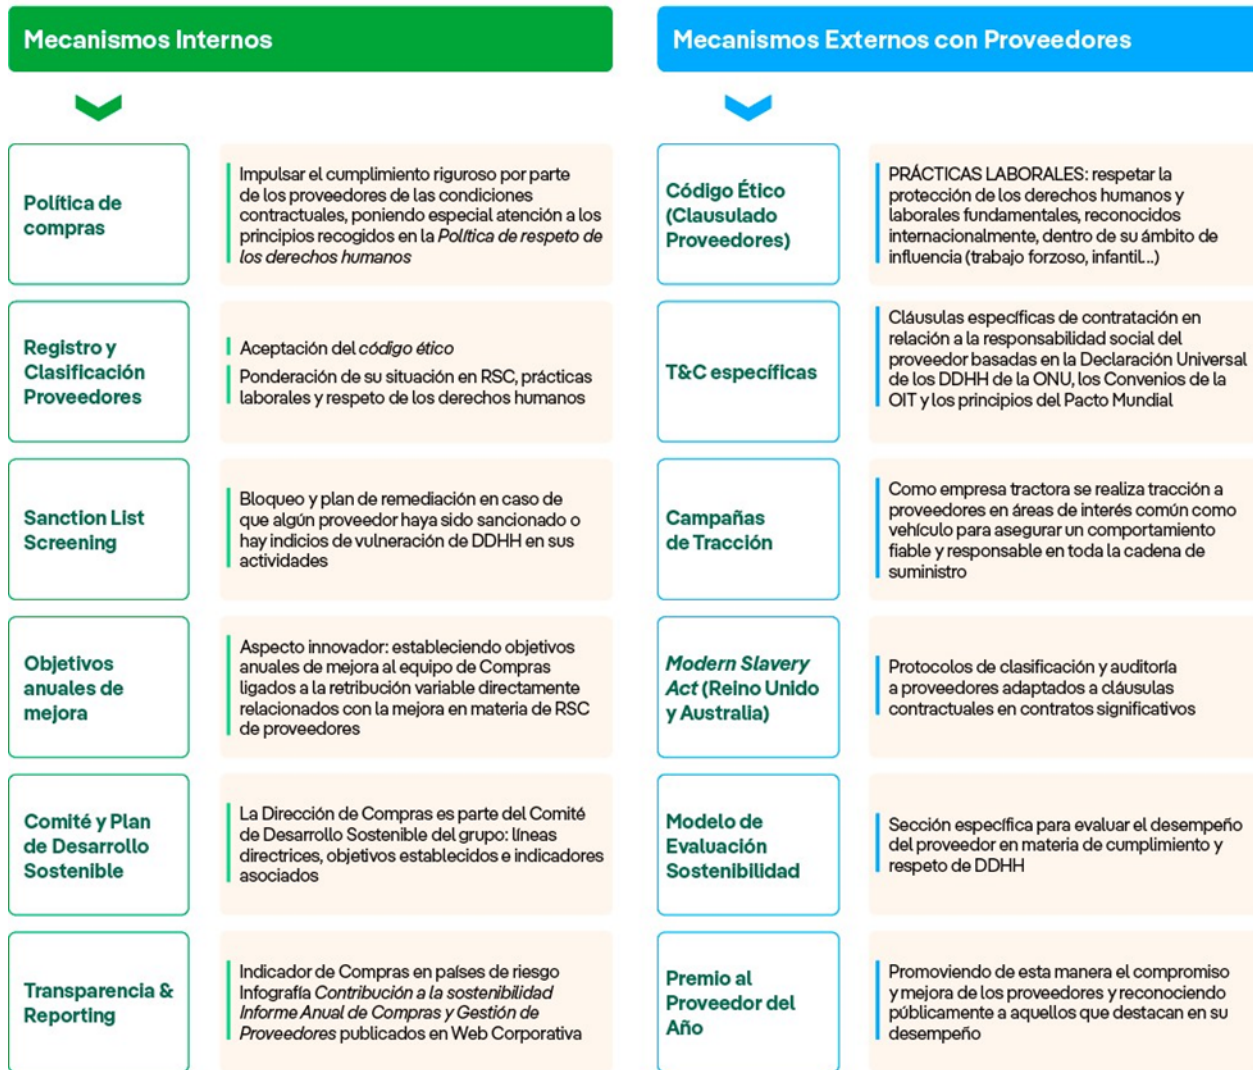 Mecanismos Internos
Política de
compras
Impulsar el cumplimiento riguroso por parte
de los proveedores de las condiciones
contractuales, poniendo especial atención a los
principios recogidos en la Política de respeto de
los derechos humanos
Registro y
Clasificación
Proveedores
Aceptación del código ético
Ponderación de su situación en RSC, prácticas
laborales y respeto de los derechos humanos
Sanction List
Screening
Bloqueo y plan de remediación en caso de
que algún proveedor haya sido sancionado o
hay indicios de vulneración de DDHH en sus
actividades
Objetivos
anuales de
mejora
Aspecto innovador: estableciendo objetivos
anuales de mejora al equipo de Compras
ligados a la retribución variable directamente
relacionados con la mejora en materia de RSC
de proveedores
Comité y Plan
de Desarrollo
Sostenible
La Dirección de Compras es parte del Comité
de Desarrollo Sostenible del grupo: líneas
directrices, objetivos establecidos e indicadores
asociados
Transparencia &
Reporting
Indicador de Compras en países de riesgo
Infografía Contribución a la sostenibilidad
Informe Anual de Compras y Gestión de
Proveedores publicados en Web Corporativa
Mecanismos Externos con Proveedores
Código Ético
(Clausulado
Proveedores)
PRÁCTICAS LABORALES: respetar la
protección de los derechos humanos y
laborales fundamentales, reconocidos
internacionalmente, dentro de su ámbito de
influencia (trabajo forzoso, infantil...)
T&C específicas
Cláusulas específicas de contratación en
relación a la responsabilidad social del
proveedor basadas en la Declaración Universal
de los DDHH de la ONU, los Convenios de la
OIT y los principios del Pacto Mundial
Campañas
de Tracción
Como empresa tractora se realiza tracción a
proveedores en áreas de interés común como
vehículo para asegurar un comportamiento
fiable y responsable en toda la cadena de
suministro
Modern Slavery
Act (Reino Unido
y Australia)
Protocolos de clasificación y auditoría
a proveedores adaptados a cláusulas
contractuales en contratos significativos
Modelo de
Evaluación
Sostenibilidad
Sección específica para evaluar el desempeño
del proveedor en materia de cumplimiento y
respeto de DDHH
Premio al
Proveedor del
Año
Promoviendo de esta manera el compromiso
y mejora de los proveedores y reconociendo
públicamente a aquellos que destacan en su
desempeño